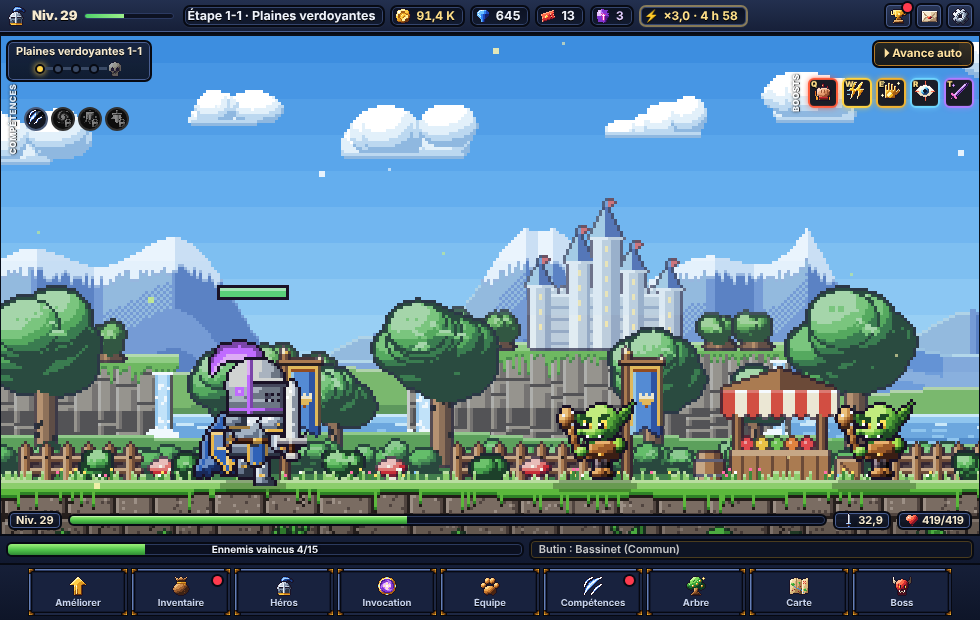 Niv. 29
Étape 1-1 · Plaines verdoyantes
91,4 K
645
13
3
×3,0 · 4 h 58
Plaines verdoyantes 1-1
Avance auto
COMPÉTENCES
BOOSTS
Q
W
E
R
T
Niv. 29
32,9
419/419
Ennemis vaincus 4/15
Butin : Bassinet (Commun)
Améliorer
Inventaire
Héros
Invocation
Equipe
Compétences
Arbre
Carte
Boss